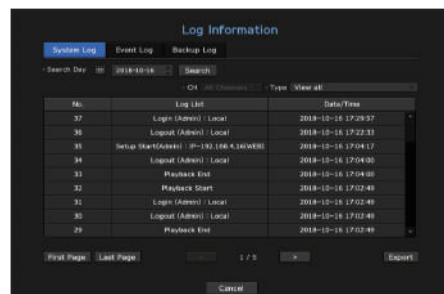 Log Information
System Log Event Log Backup Log
Search Day 2018-10-16 Search
CH All Channels Type View all
No. Log List Date/Time
37 Login (Admin) : Local 2018-10-16 17:29:57
36 Logout (Admin) : Local 2018-10-16 17:22:33
35 Setup Start(Admin) : IP-192.168.4.16(WEB) 2018-10-16 17:04:17
34 Logout (Admin) : Local 2018-10-16 17:04:00
33 Playback End 2018-10-16 17:04:00
32 Playback Start 2018-10-16 17:02:49
31 Login (Admin) : Local 2018-10-16 17:02:49
30 Logout (Admin) : Local 2018-10-16 17:02:49
29 Playback End 2018-10-16 17:02:49
First Page Last Page < 1 / 5 > Export
Cancel